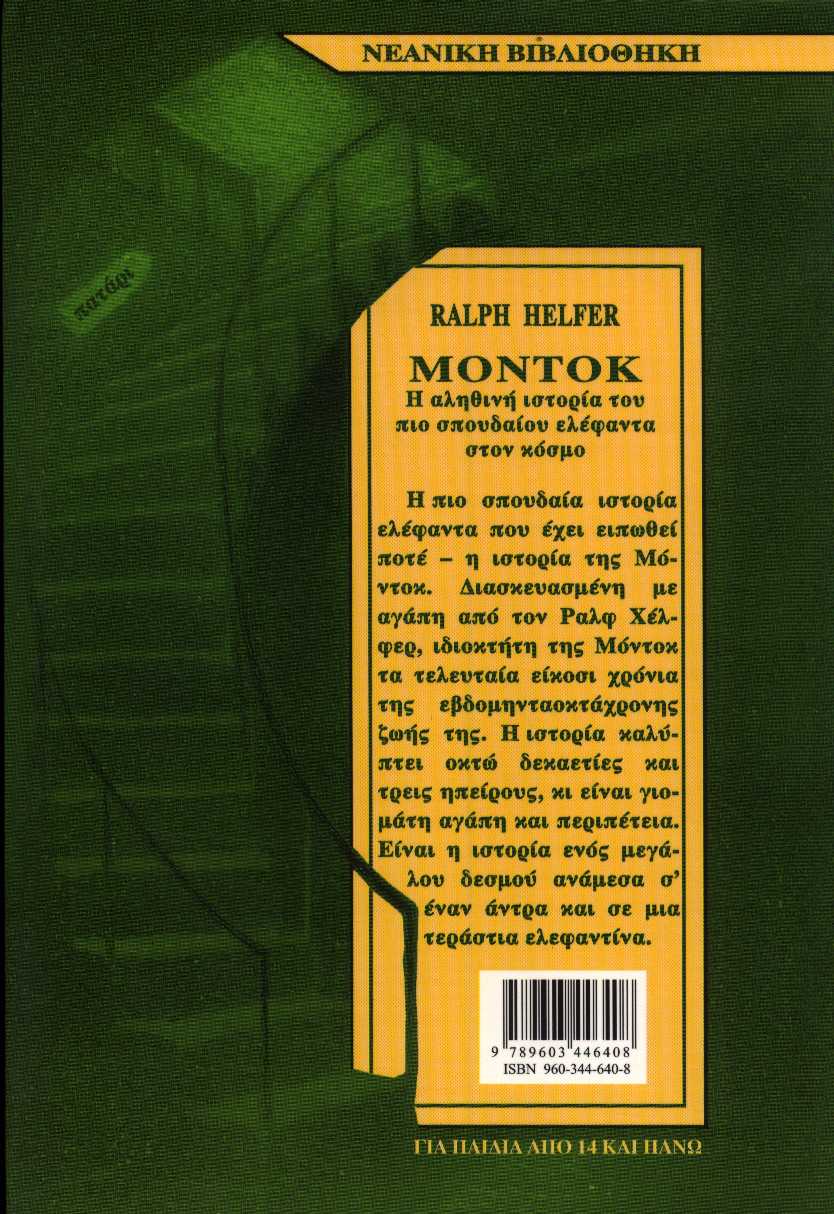 ΝΕΑΝΙΚΗ ΒΙΒΛΙΟΘΗΚΗ
πατάρι
RALPH HELFER
ΜΟΝΤΟΚ
Η αληθινή ιστορία του
πιο σπουδαίου ελέφαντα
στον κόσμο
Η πιο σπουδαία ιστορία
ελέφαντα που έχει ειπωθεί
ποτέ – η ιστορία της Μό-
ντοκ. Διασκευασμένη με
αγάπη από τον Ραλφ Χέλ-
φερ, ιδιοκτήτη της Μόντοκ
τα τελευταία είκοσι χρόνια
της εβδομηνταοκτάχρονης
ζωής της. Η ιστορία καλύ-
πτει οκτώ δεκαετίες και
τρεις ηπείρους, κι είναι γιο-
μάτη αγάπη και περιπέτεια.
Είναι η ιστορία ενός μεγά-
λου δεσμού ανάμεσα σ'
έναν άντρα και σε μια
τεράστια ελεφαντίνα.
9 789603 446408
ISBN 960-344-640-8
ΓΙΑ ΠΑΙΔΙΑ ΑΠΟ 14 ΚΑΙ ΠΑΝΩ